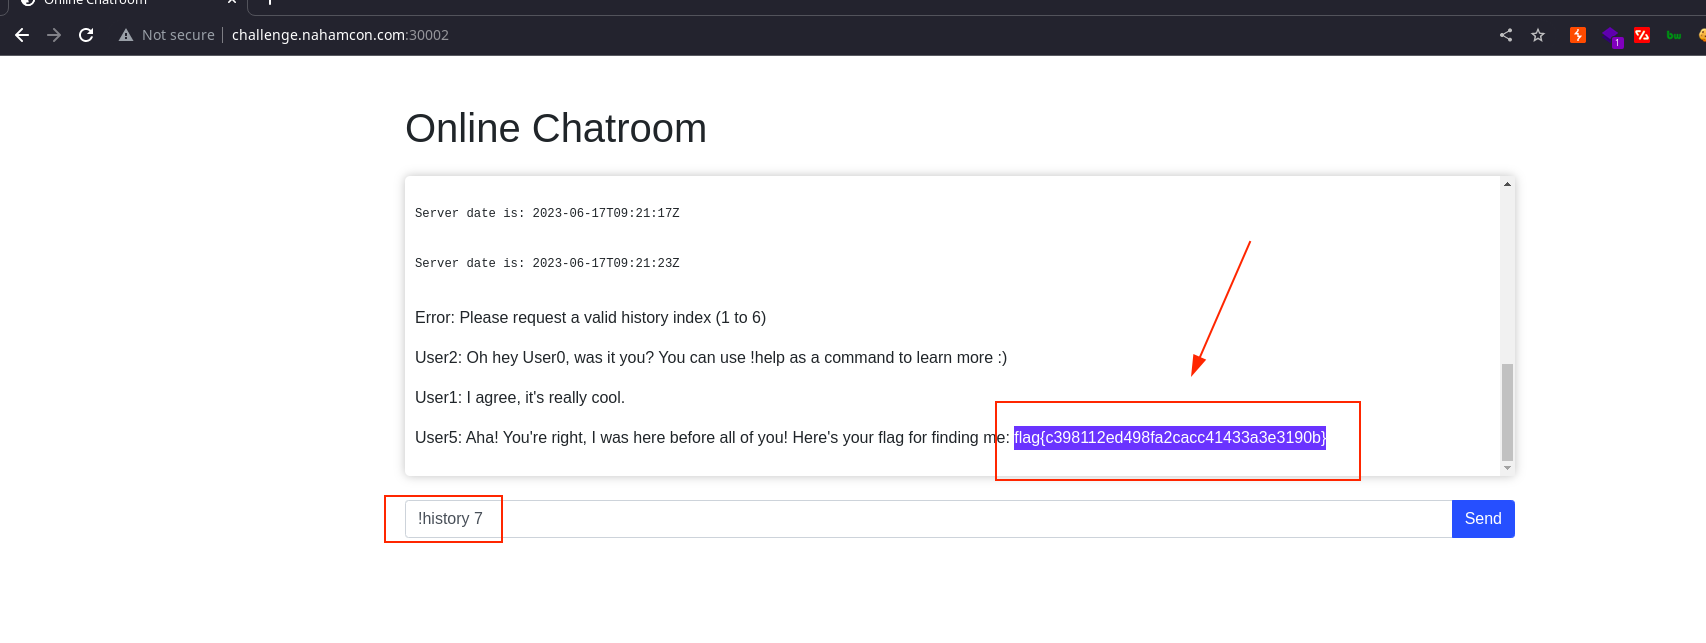 Online Chatroom
Not secure challenge.nahamcon.com:30002
1
bw
Online Chatroom
Server date is: 2023-06-17T09:21:17Z
Server date is: 2023-06-17T09:21:23Z
Error: Please request a valid history index (1 to 6)
User2: Oh hey User0, was it you? You can use !help as a command to learn more :)
User1: I agree, it's really cool.
User5: Aha! You're right, I was here before all of you! Here's your flag for finding me: flag{c398112ed498fa2cacc41433a3e3190b}
!history 7
Send